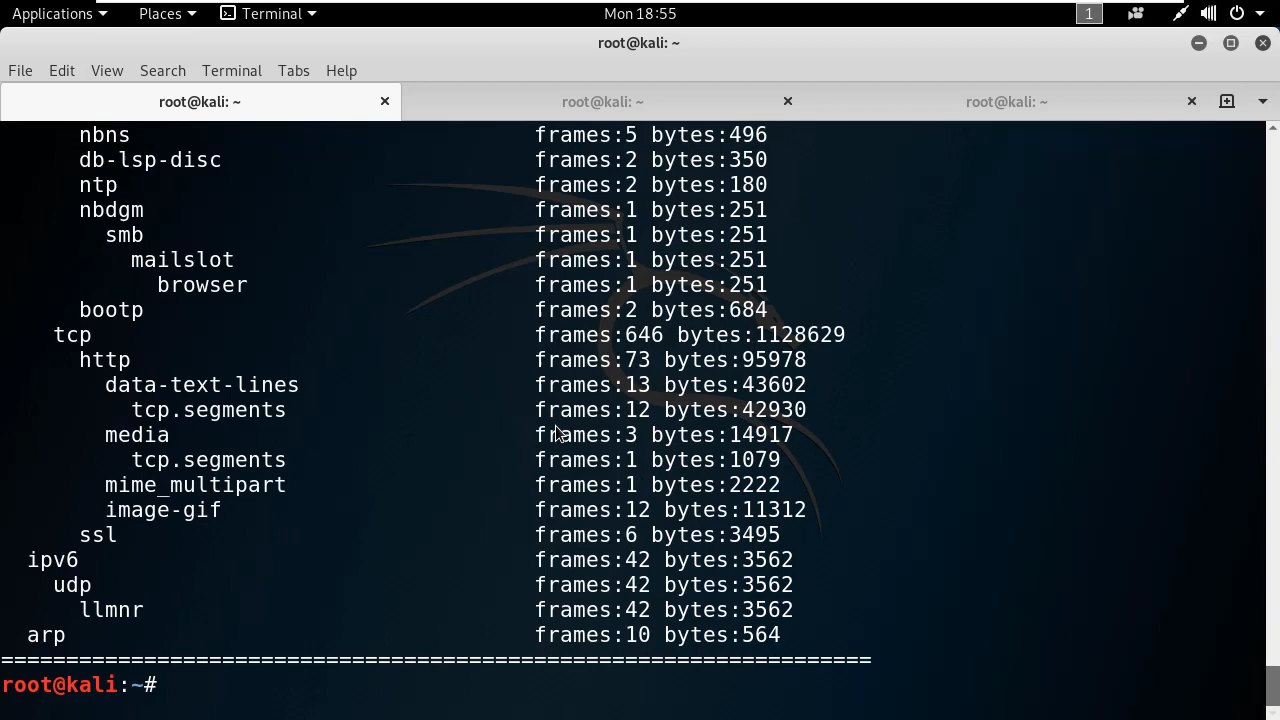 Applications Places Terminal Mon 18:55 1
root@kali: ~
File Edit View Search Terminal Tabs Help
root@kali: ~ root@kali: ~ root@kali: ~
nbns frames:5 bytes:496
db-lsp-disc frames:2 bytes:350
ntp frames:2 bytes:180
nbdgm frames:1 bytes:251
smb frames:1 bytes:251
mailslot frames:1 bytes:251
browser frames:1 bytes:251
bootp frames:2 bytes:684
tcp frames:646 bytes:1128629
http frames:73 bytes:95978
data-text-lines frames:13 bytes:43602
tcp.segments frames:12 bytes:42930
media frames:3 bytes:14917
tcp.segments frames:1 bytes:1079
mime_multipart frames:1 bytes:2222
image-gif frames:12 bytes:11312
ssl frames:6 bytes:3495
ipv6 frames:42 bytes:3562
udp frames:42 bytes:3562
llmnr frames:42 bytes:3562
arp frames:10 bytes:564
===================================================================
root@kali:~#